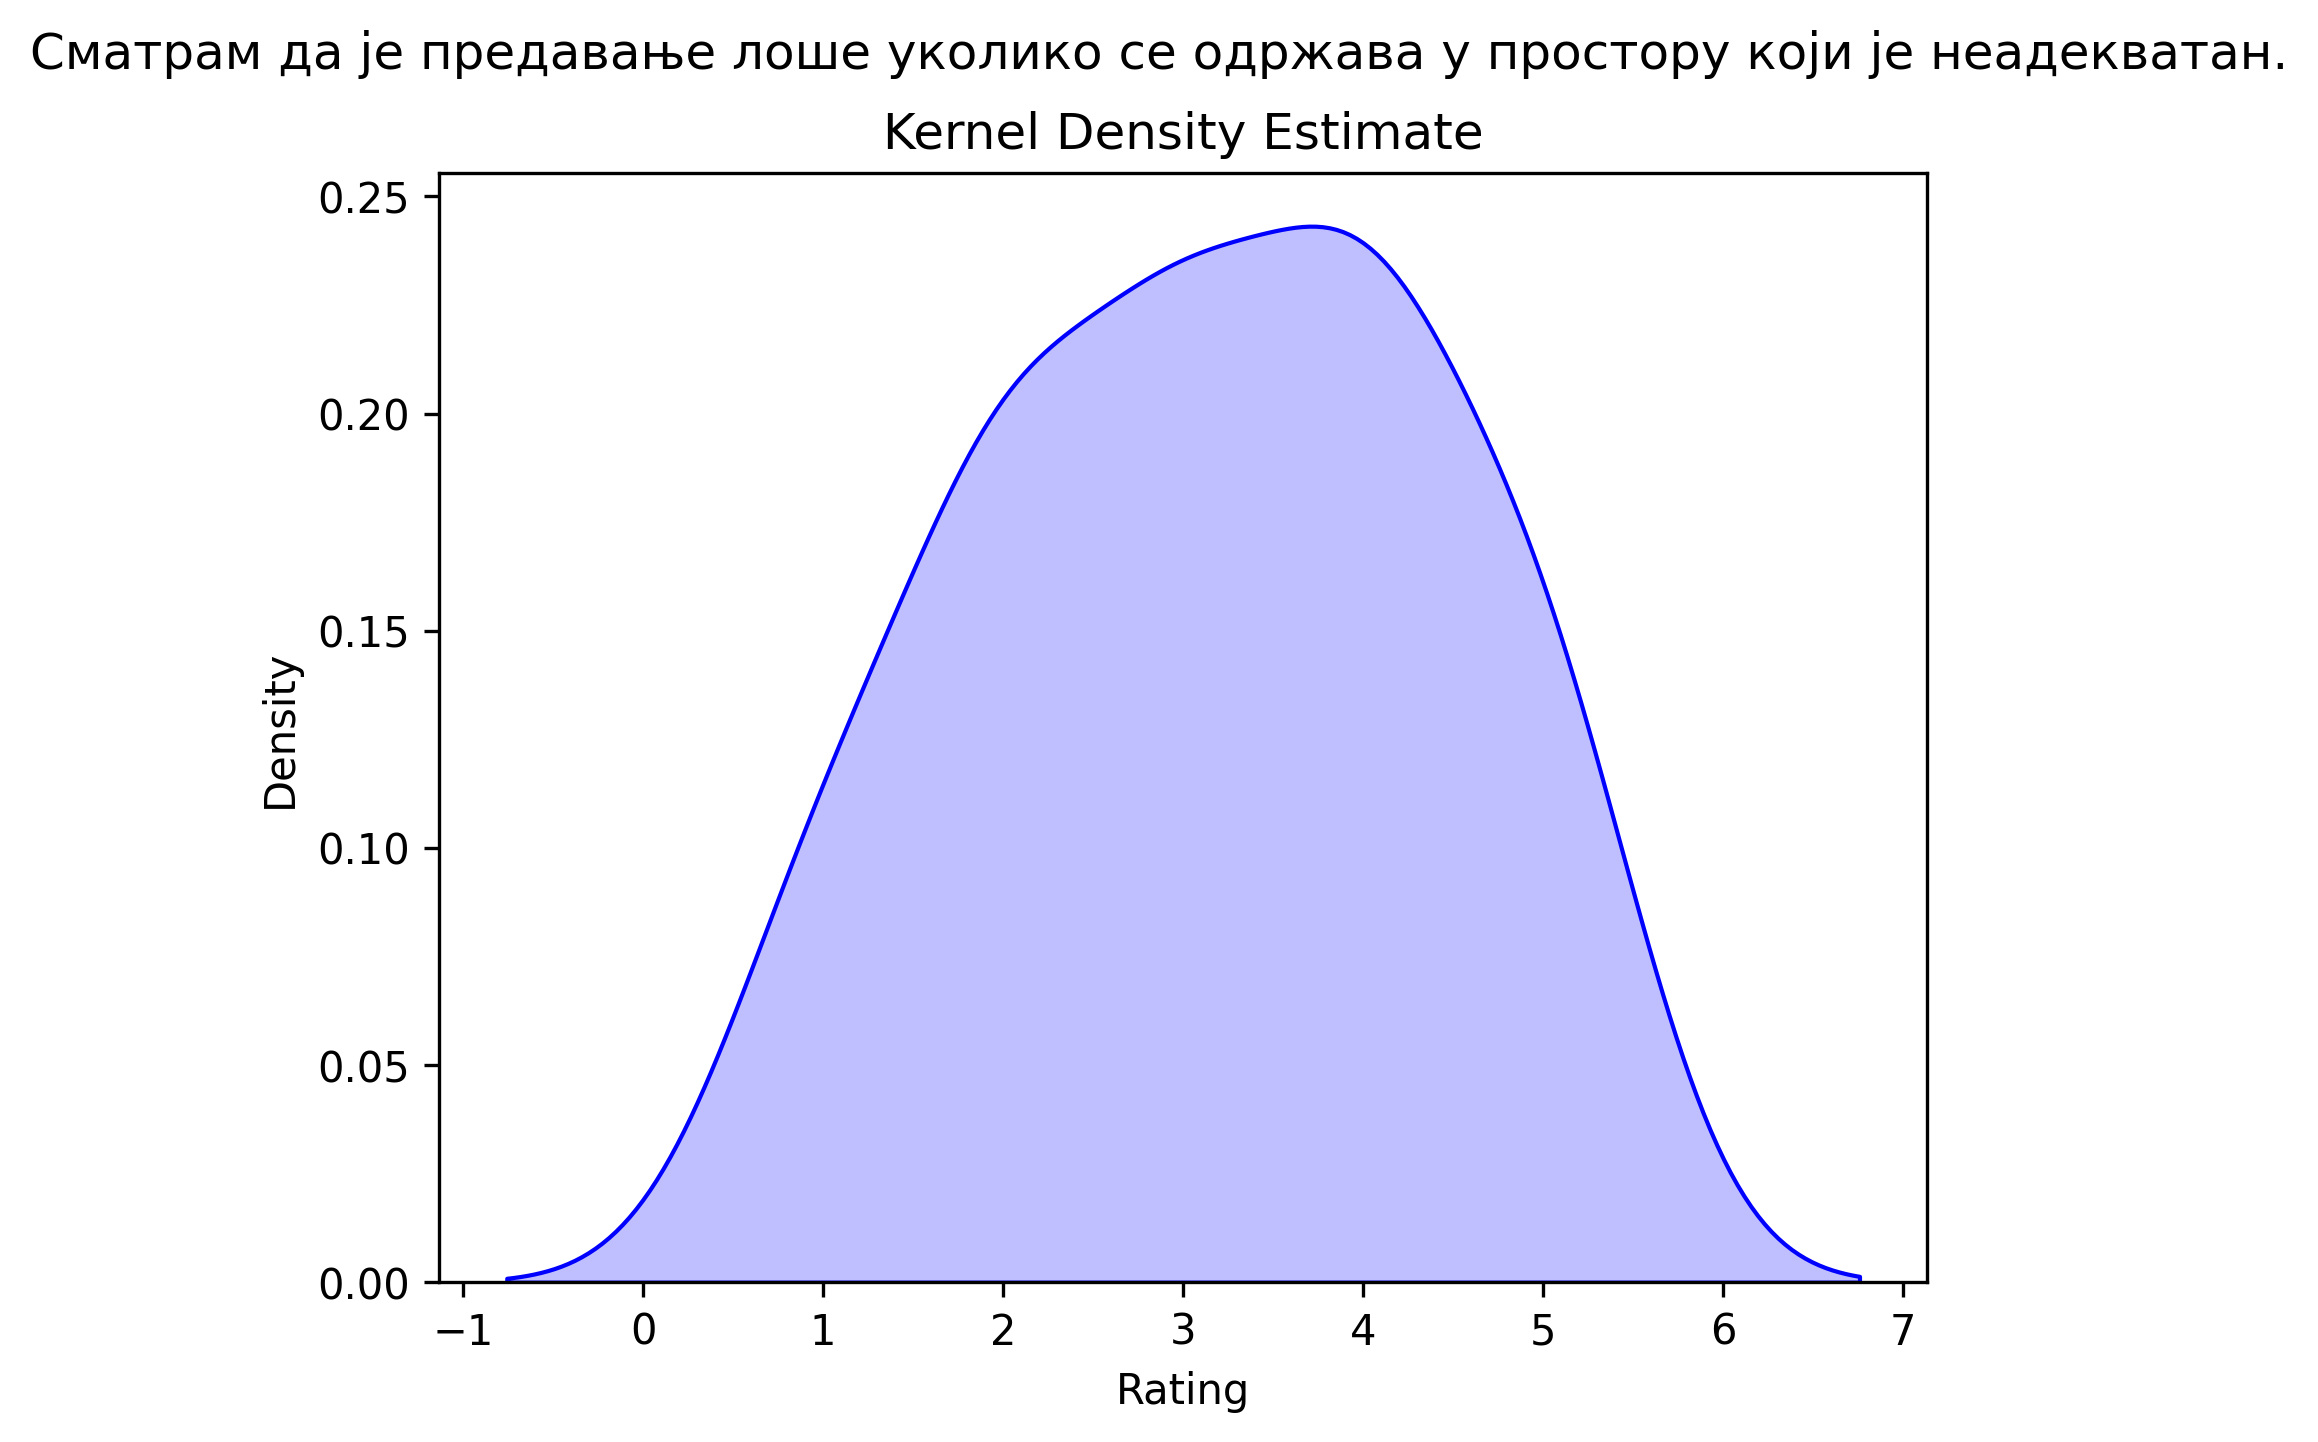 Сматрам да је предавање лоше уколико се одржава у простору који је неадекватан.
Kernel Density Estimate
0.25
0.20
0.15
0.10
0.05
0.00
Density
−1 0 1 2 3 4 5 6 7
Rating